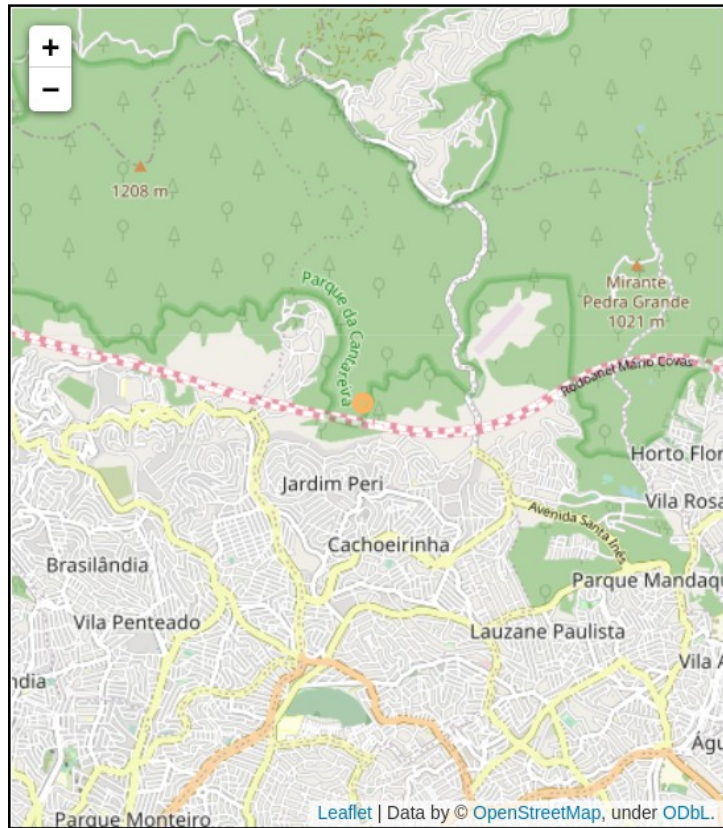 +
−
1208 m
Parque da Cantareira
Mirante
Pedra Grande
1021 m
Rodoanel Mario Covas
Horto Flor
Jardim Peri
Vila Rosa
Avenida Santa Inês
Cachoeirinha
Brasilândia
Parque Mandaqu
Vila Penteado
Lauzane Paulista
Vila
ndia
Águ
Parque Monteiro
Leaflet | Data by © OpenStreetMap, under ODbL.